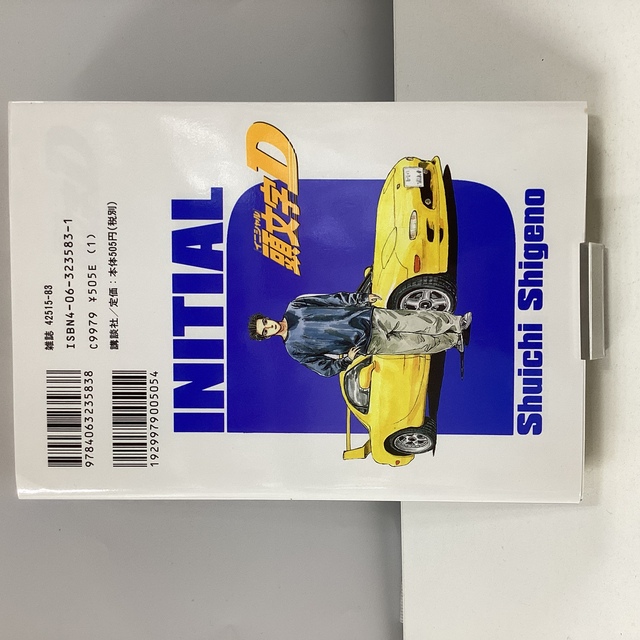 雑誌 42515-83
ISBN4-06-323583-1
C9979 ¥505E (1)
講談社/定価:本体505円(税別)
9784063235838
1929979005054
INITIAL
イニシャル
頭文字D
Shuichi Shigeno